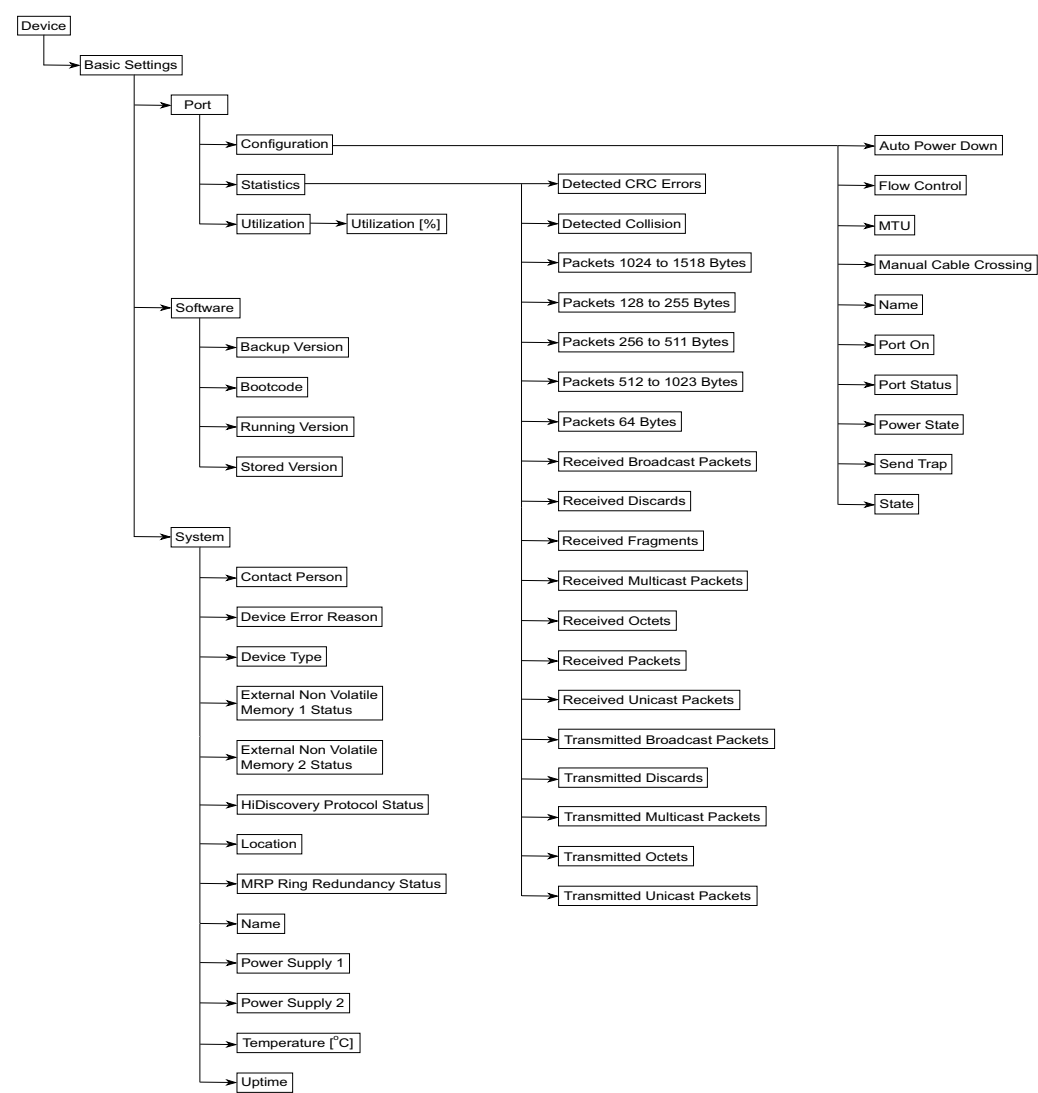 Device
Basic Settings
Port
Configuration
Auto Power Down
Flow Control
MTU
Manual Cable Crossing
Name
Port On
Port Status
Power State
Send Trap
State
Statistics
Detected CRC Errors
Detected Collision
Packets 1024 to 1518 Bytes
Packets 128 to 255 Bytes
Packets 256 to 511 Bytes
Packets 512 to 1023 Bytes
Packets 64 Bytes
Received Broadcast Packets
Received Discards
Received Fragments
Received Multicast Packets
Received Octets
Received Packets
Received Unicast Packets
Transmitted Broadcast Packets
Transmitted Discards
Transmitted Multicast Packets
Transmitted Octets
Transmitted Unicast Packets
Utilization
Utilization [%]
Software
Backup Version
Bootcode
Running Version
Stored Version
System
Contact Person
Device Error Reason
Device Type
External Non Volatile
Memory 1 Status
External Non Volatile
Memory 2 Status
HiDiscovery Protocol Status
Location
MRP Ring Redundancy Status
Name
Power Supply 1
Power Supply 2
Temperature [°C]
Uptime